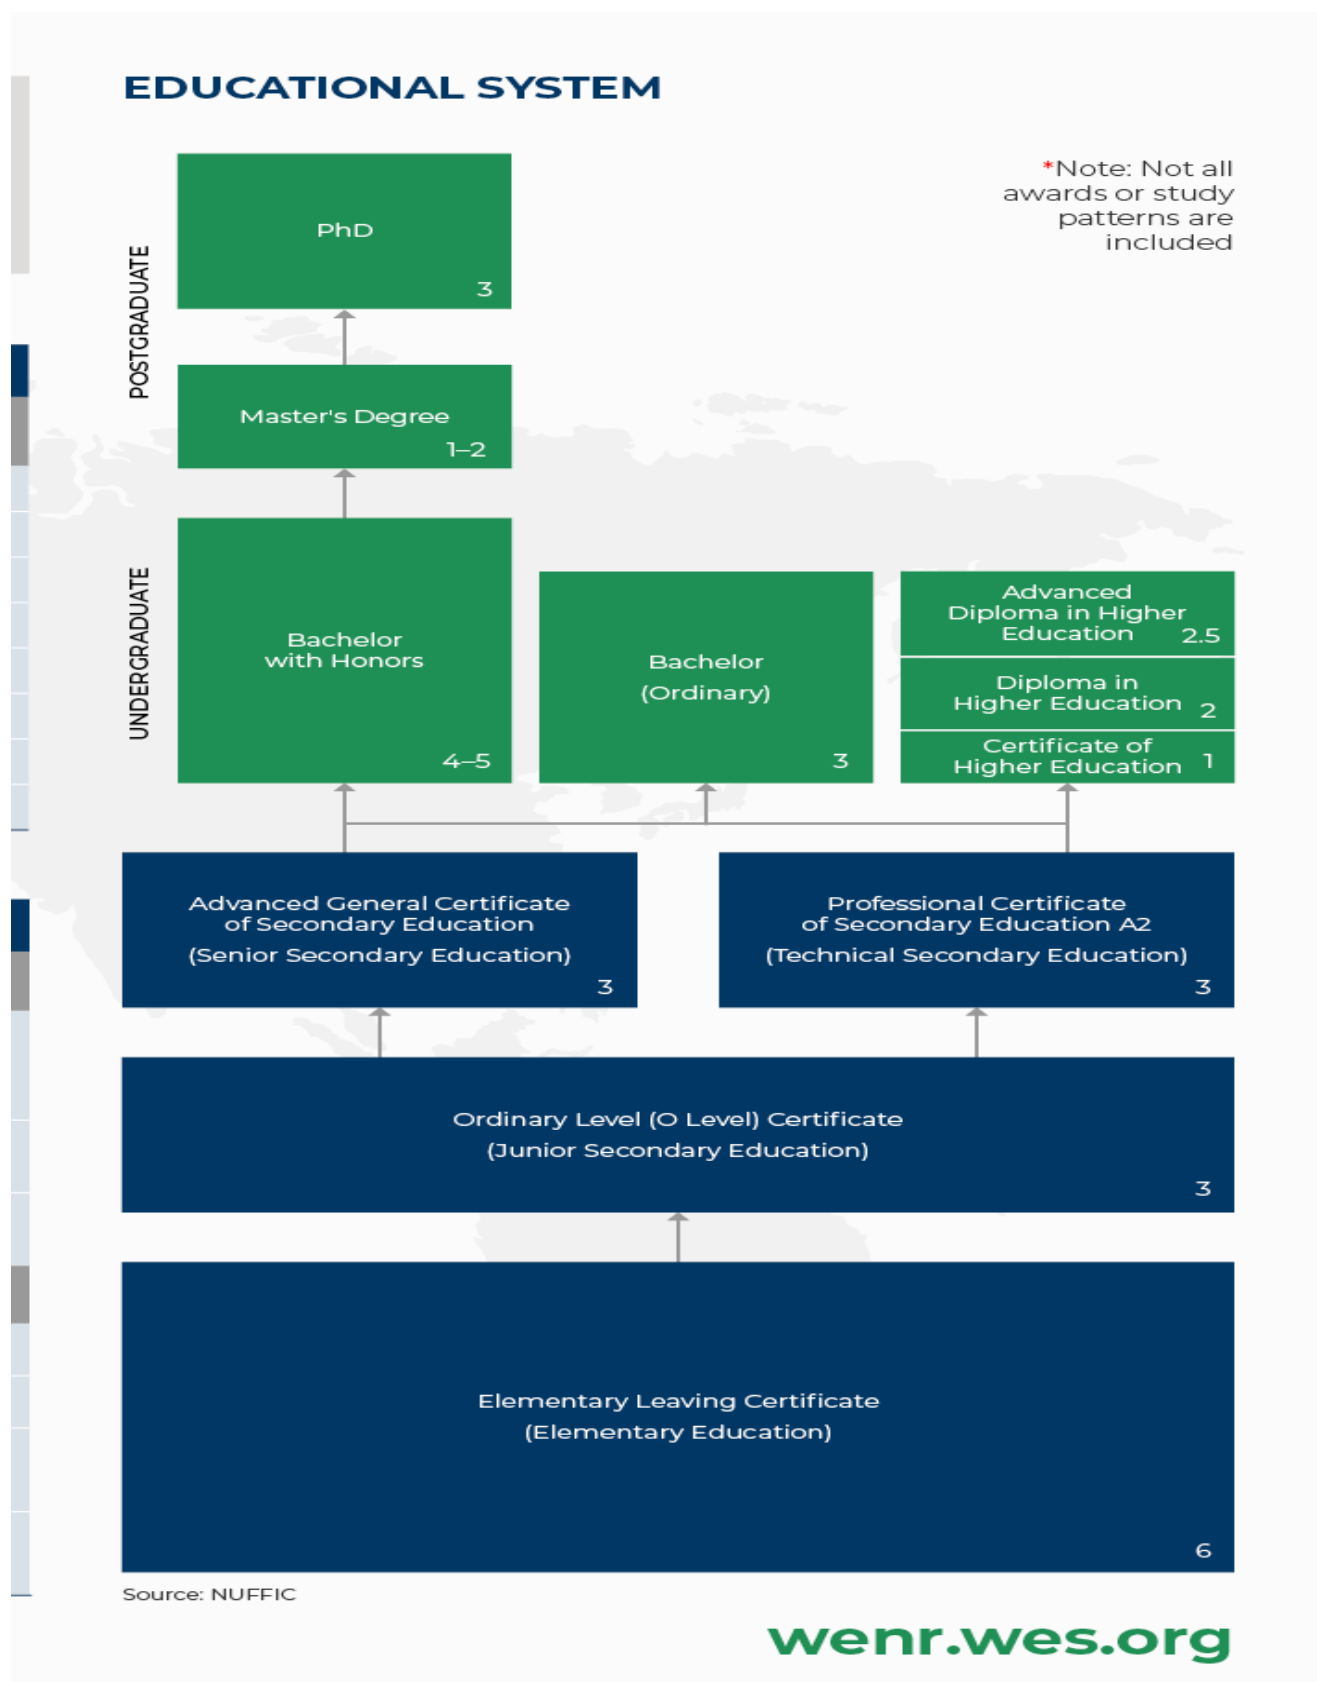 EDUCATIONAL SYSTEM
*Note: Not all
awards or study
patterns are
included
POSTGRADUATE
PhD
3
Master's Degree
1–2
UNDERGRADUATE
Bachelor
with Honors
4–5
Bachelor
(Ordinary)
3
Advanced
Diploma in Higher
Education 2.5
Diploma in
Higher Education 2
Certificate of
Higher Education 1
Advanced General Certificate
of Secondary Education
(Senior Secondary Education)
3
Professional Certificate
of Secondary Education A2
(Technical Secondary Education)
3
Ordinary Level (O Level) Certificate
(Junior Secondary Education)
3
Elementary Leaving Certificate
(Elementary Education)
6
Source: NUFFIC
wenr.wes.org